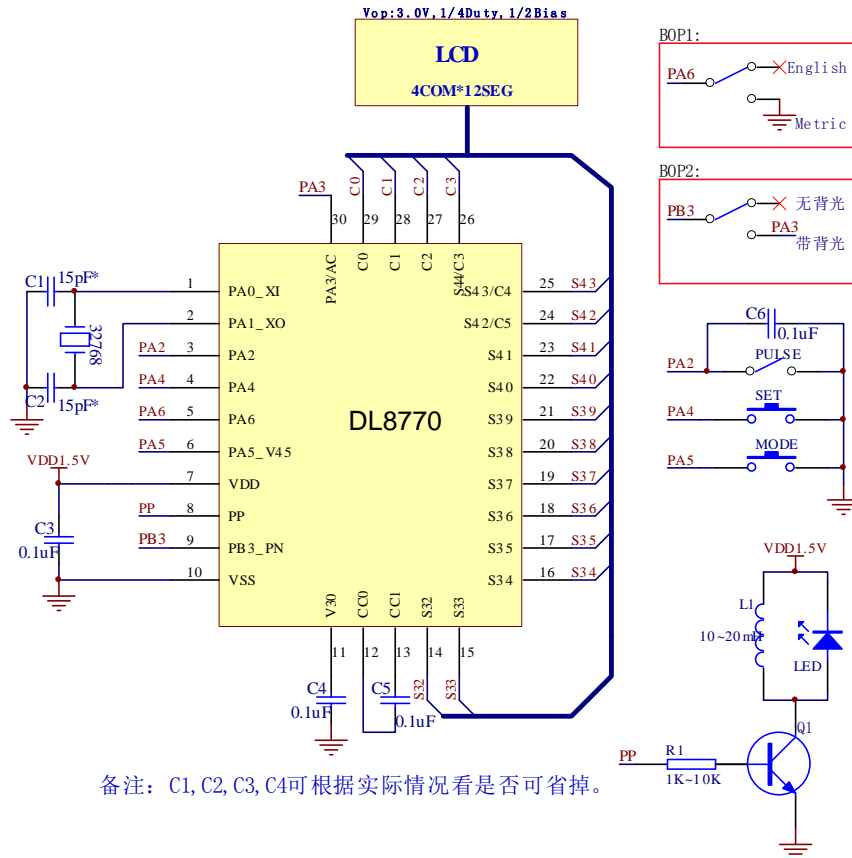 Vop:3.0V,1/4Duty,1/2Bias
LCD
4COM*12SEG
BOP1:
PA6
English
Metric
BOP2:
PB3
无背光
PA3
带背光
PA3
C0
C1
C2
C3
30
29
28
27
26
PA3/AC
C0
C1
C2
S44/C3
C1
15pF*
32768
C2
15pF*
1
PA0_XI
2
PA1_XO
PA2
3
PA2
PA4
4
PA4
PA6
5
PA6
PA5
6
PA5_V45
VDD1.5V
7
VDD
PP
8
PP
PB3
9
PB3_PN
10
VSS
C3
0.1uF
DL8770
S43/C4
25
S43
S42/C5
24
S42
S41
23
S41
S40
22
S40
S39
21
S39
S38
20
S38
S37
19
S37
S36
18
S36
S35
17
S35
S34
16
S34
V30
CC0
CC1
S32
S33
11
12
13
14
15
S32
S33
C4
0.1uF
C5
0.1uF
C6
0.1uF
PA2
PULSE
PA4
SET
PA5
MODE
VDD1.5V
L1
10~20mH
LED
Q1
PP
R1
1K~10K
备注：C1,C2,C3,C4可根据实际情况看是否可省掉。